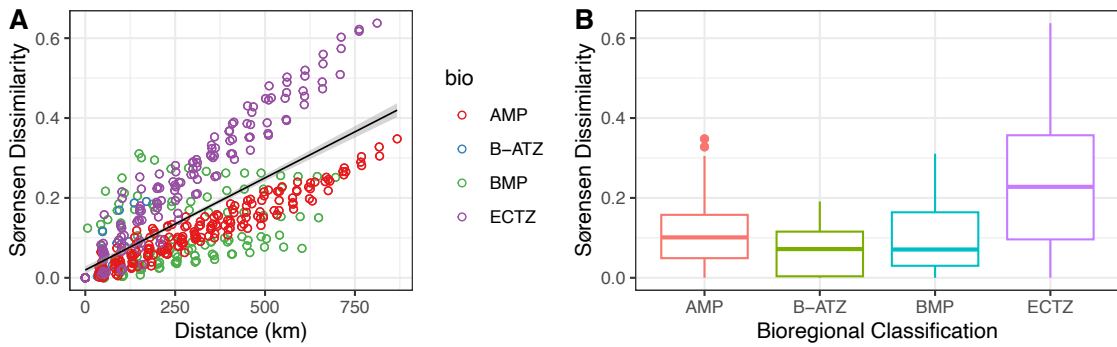 A
Sørensen Dissimilarity
0.6
0.4
0.2
0.0
0
250
500
750
Distance (km)
bio
AMP
B−ATZ
BMP
ECTZ
B
Sørensen Dissimilarity
0.6
0.4
0.2
0.0
AMP
B−ATZ
BMP
ECTZ
Bioregional Classification